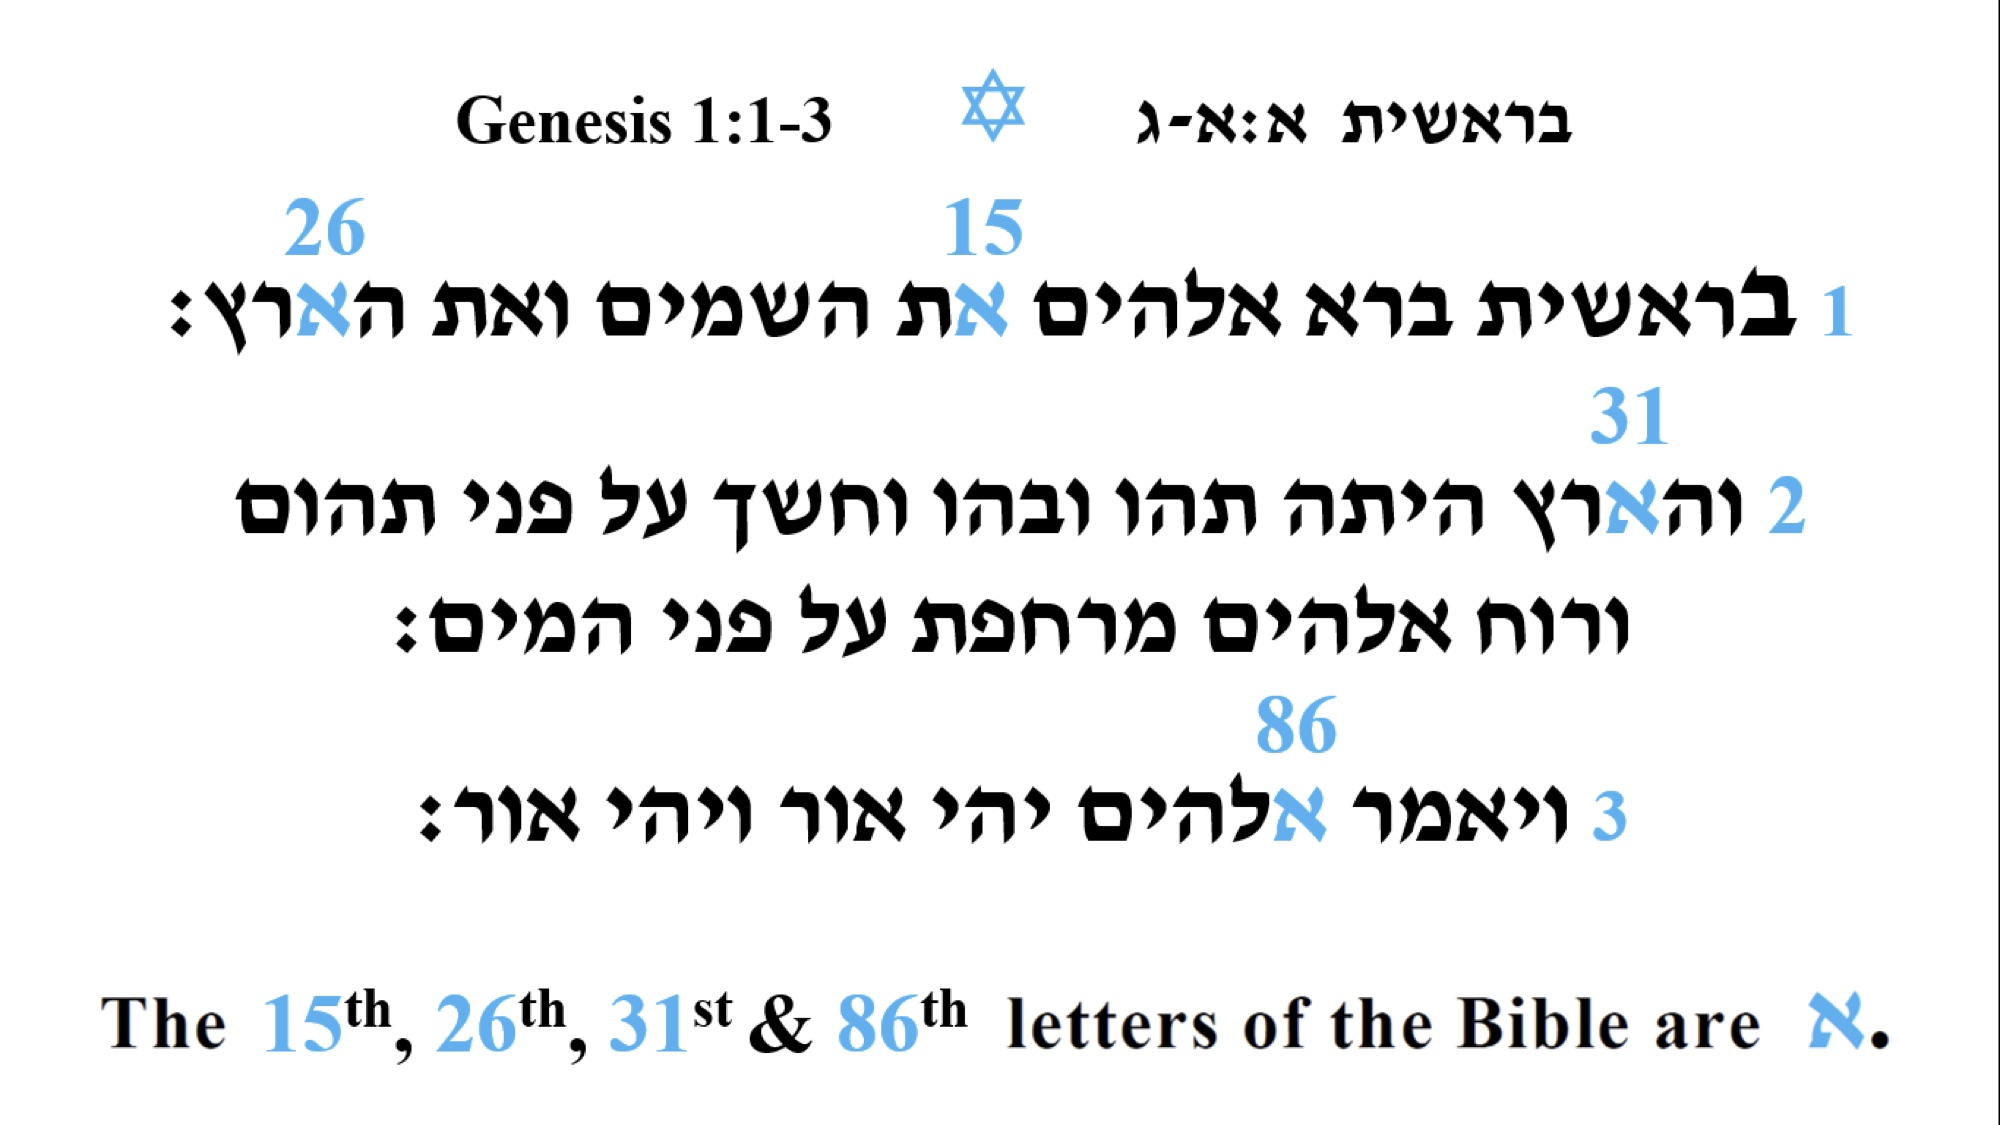 Genesis 1:1-3 ✡ בראשית א:א-ג
26 15
1 בראשית ברא אלהים את השמים ואת הארץ:
31
2 והארץ היתה תהו ובהו וחשך על פני תהום
ורוח אלהים מרחפת על פני המים:
86
3 ויאמר אלהים יהי אור ויהי אור:
The 15th, 26th, 31st & 86th letters of the Bible are א.